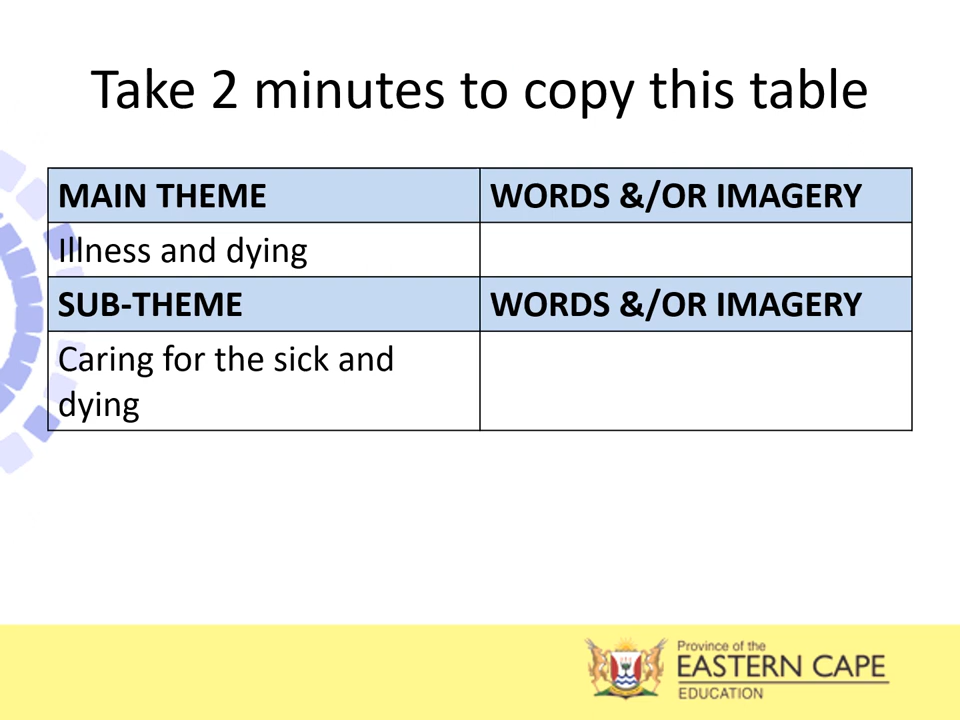 Take 2 minutes to copy this table
MAIN THEME WORDS &/OR IMAGERY
Illness and dying
SUB-THEME WORDS &/OR IMAGERY
Caring for the sick and
dying
Province of the
EASTERN CAPE
EDUCATION